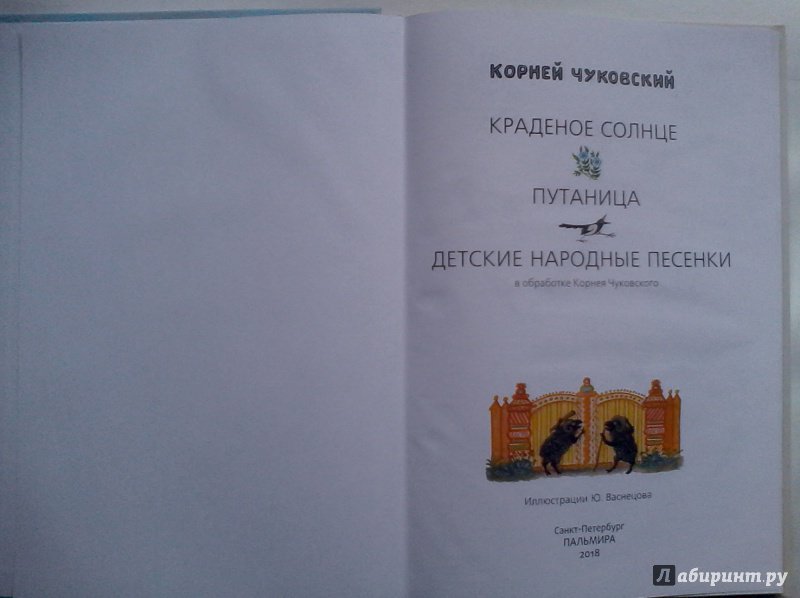 КОРНЕЙ ЧУКОВСКИЙ
КРАДЕНОЕ СОЛНЦЕ
ПУТАНИЦА
ДЕТСКИЕ НАРОДНЫЕ ПЕСЕНКИ
в обработке Корнея Чуковского
Иллюстрации Ю. Васнецова
Санкт-Петербург
ПАЛЬМИРА
2018
Лабиринт.ру